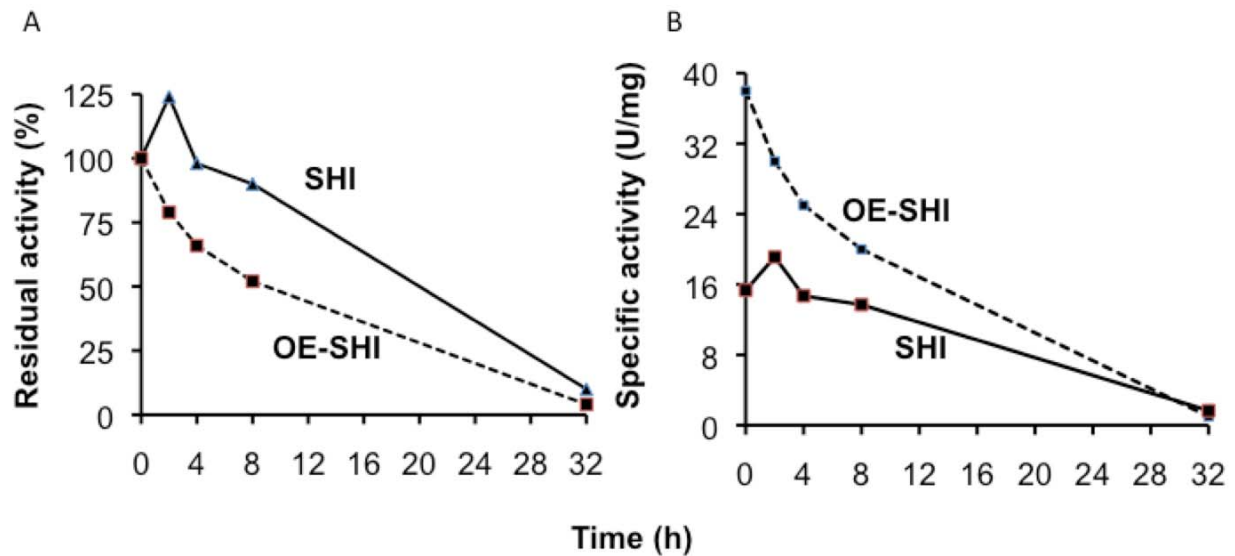 A
B
Residual activity (%)
125
100
75
50
25
0
SHI
OE-SHI
0 4 8 12 16 20 24 28 32
Specific activity (U/mg)
40
32
24
16
8
0
OE-SHI
SHI
0 4 8 12 16 20 24 28 32
Time (h)